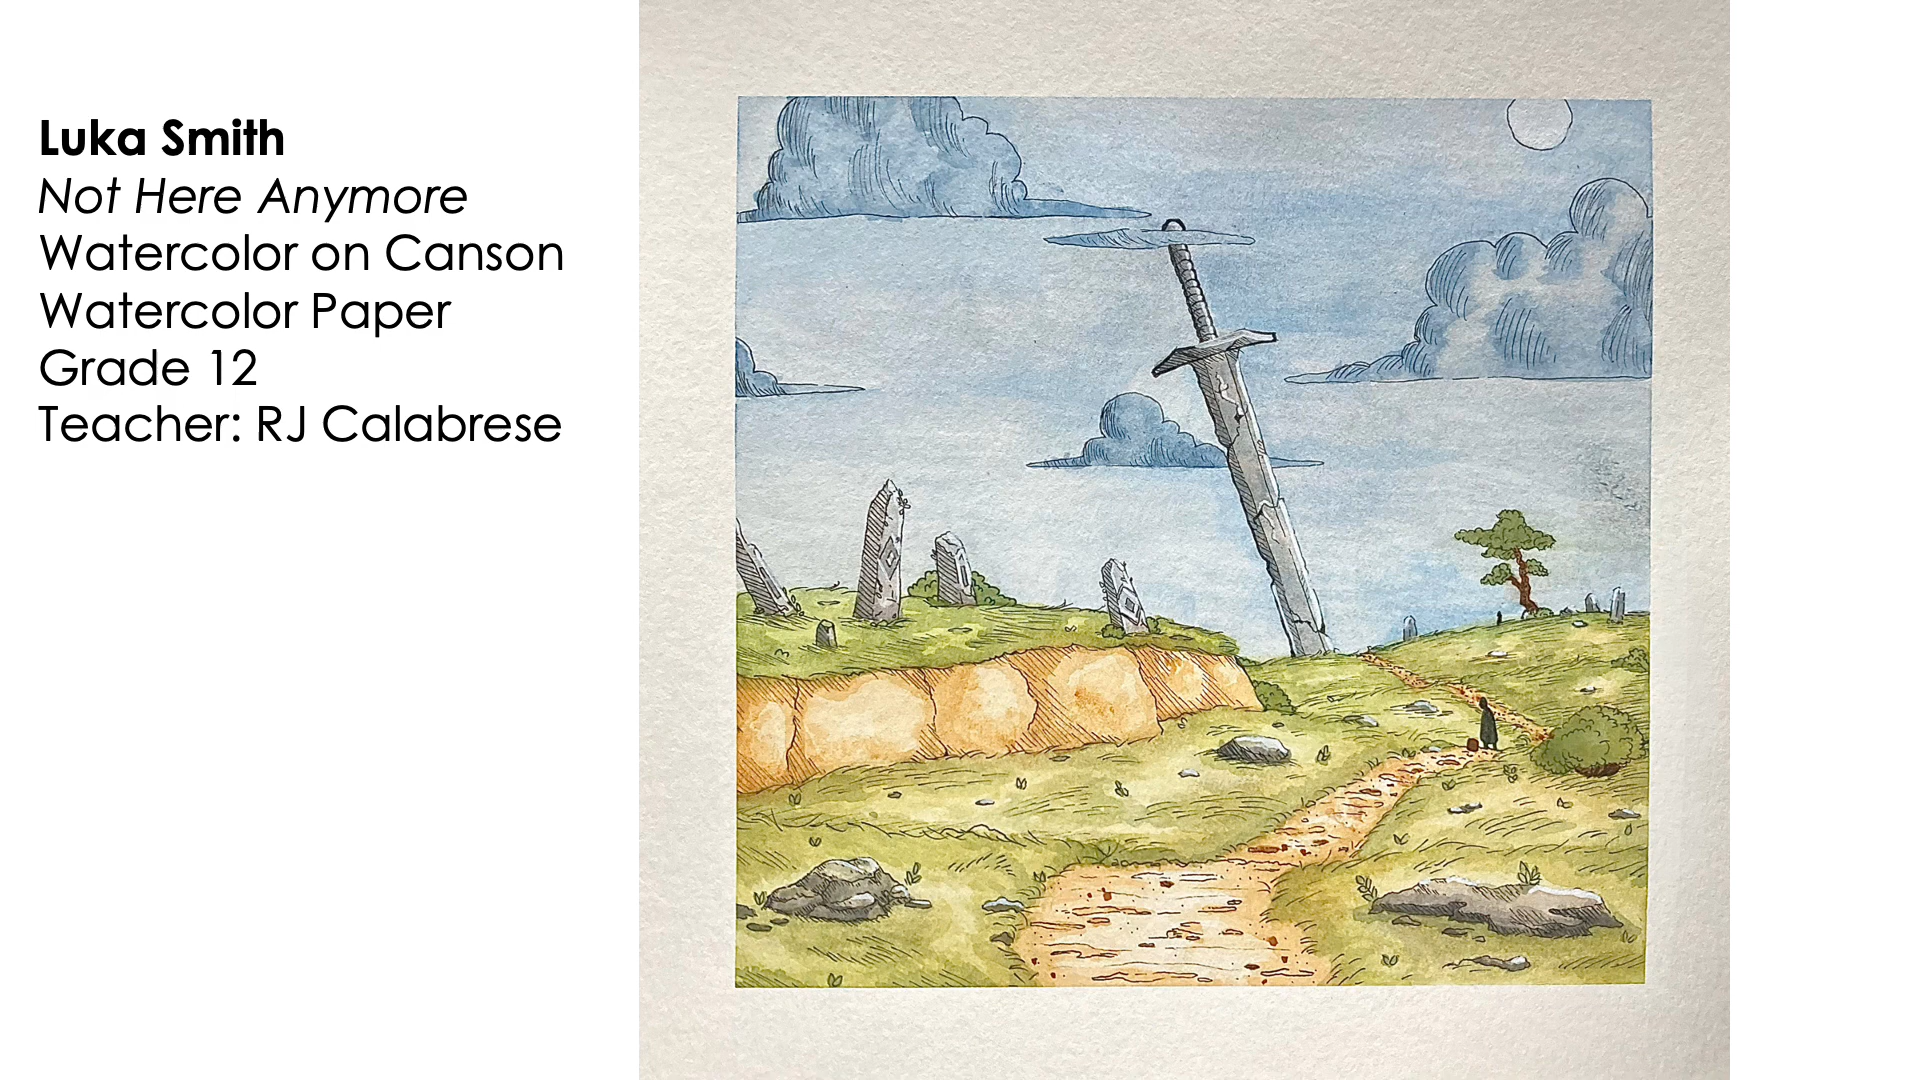 Luka Smith
Not Here Anymore
Watercolor on Canson
Watercolor Paper
Grade 12
Teacher: RJ Calabrese